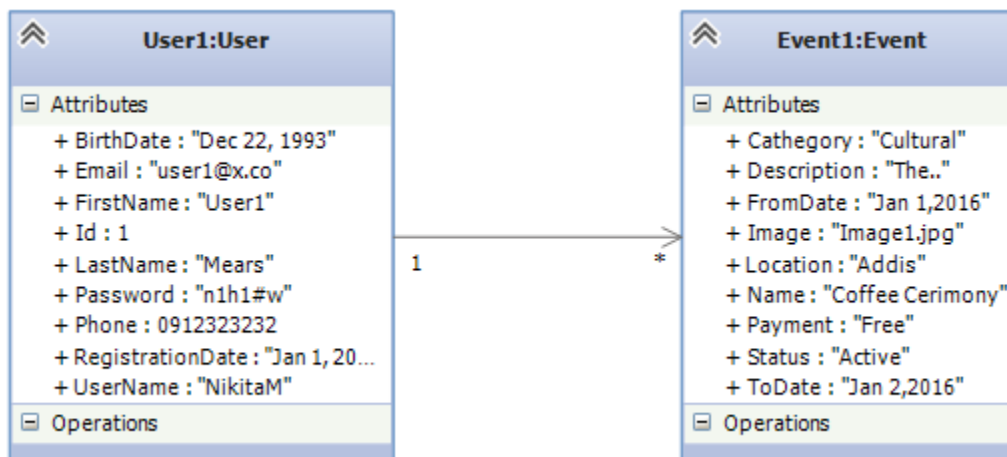 User1:User
Attributes
+ BirthDate : "Dec 22, 1993"
+ Email : "user1@x.co"
+ FirstName : "User1"
+ Id : 1
+ LastName : "Mears"
+ Password : "n1h1#w"
+ Phone : 0912323232
+ RegistrationDate : "Jan 1, 20...
+ UserName : "NikitaM"
Operations
1
*
Event1:Event
Attributes
+ Cathegory : "Cultural"
+ Description : "The.."
+ FromDate : "Jan 1,2016"
+ Image : "Image1.jpg"
+ Location : "Addis"
+ Name : "Coffee Cerimony"
+ Payment : "Free"
+ Status : "Active"
+ ToDate : "Jan 2,2016"
Operations